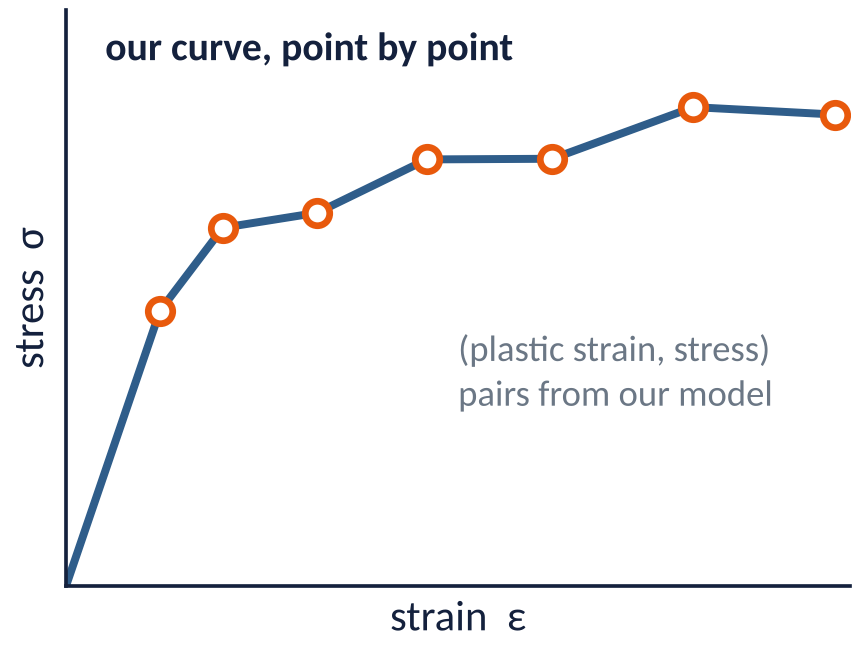 our curve, point by point
stress σ
(plastic strain, stress)
pairs from our model
strain ε